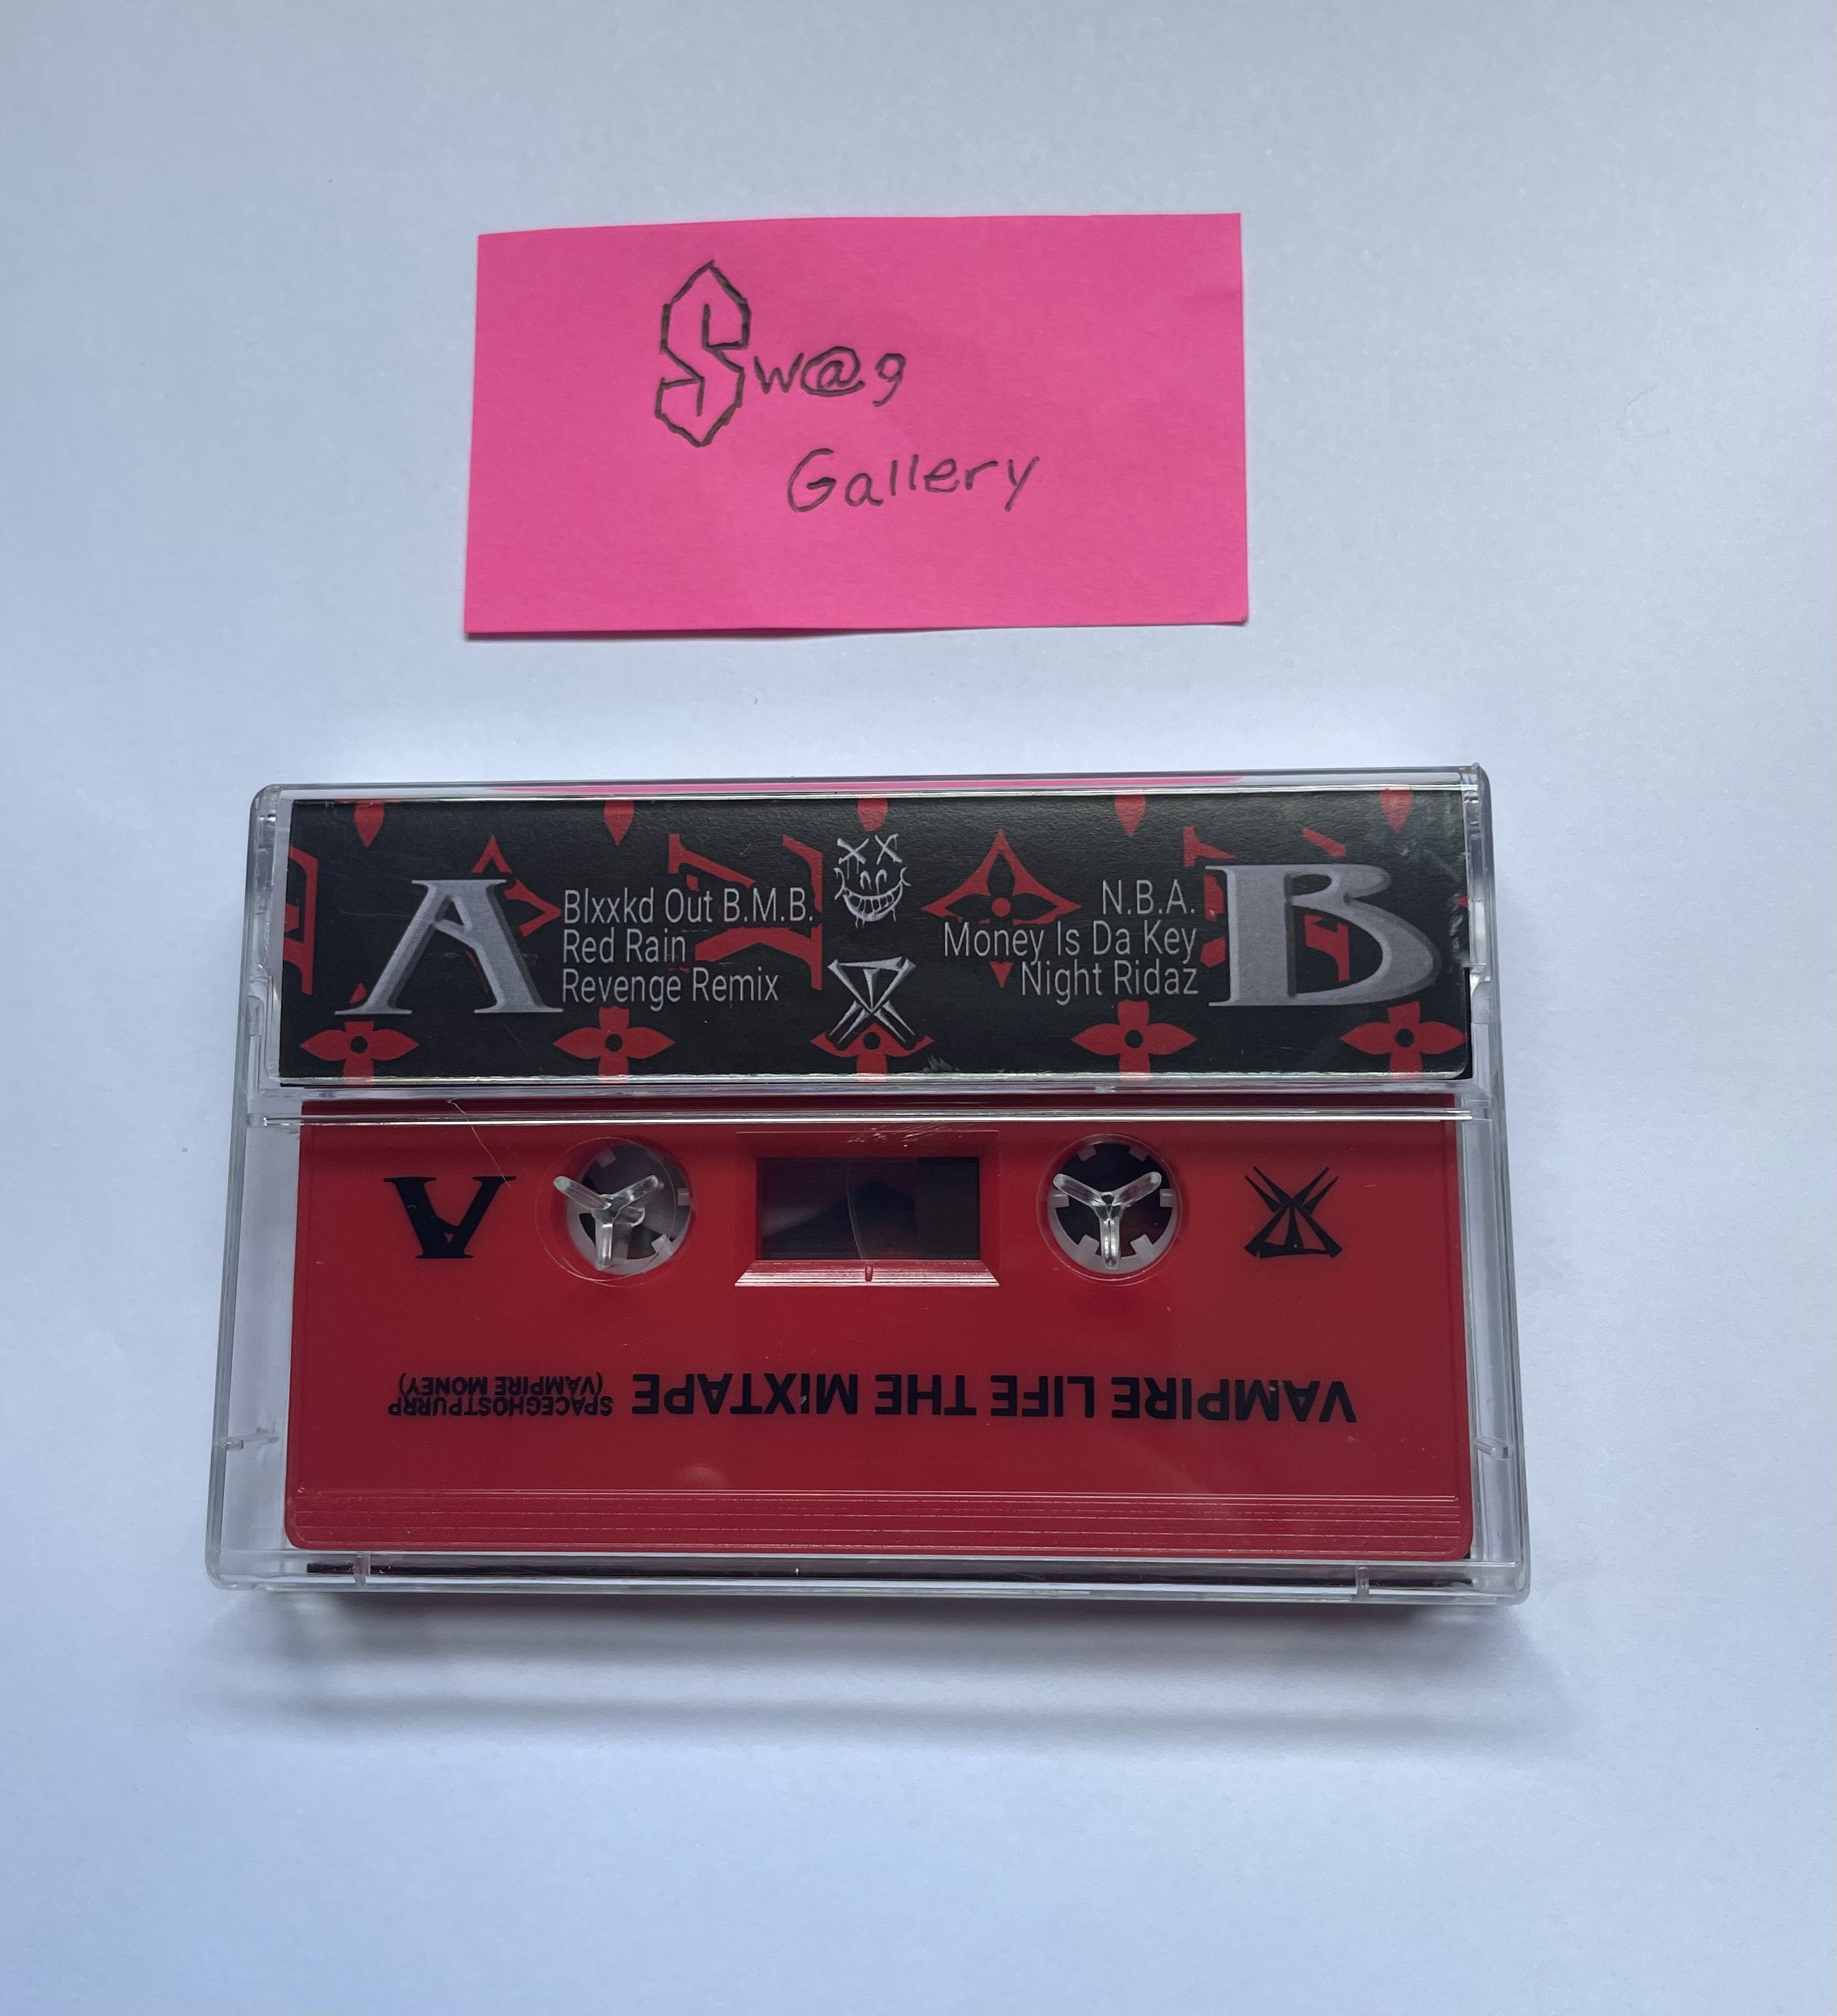 Sw@g
Gallery
A
Blxxkd Out B.M.B.
Red Rain
Revenge Remix
N.B.A.
Money Is Da Key
Night Ridaz
B
A
VAMPIRE LIFE THE MIXTAPE
SPACEGHOSTPURRP
(VAMPIRE MONEY)